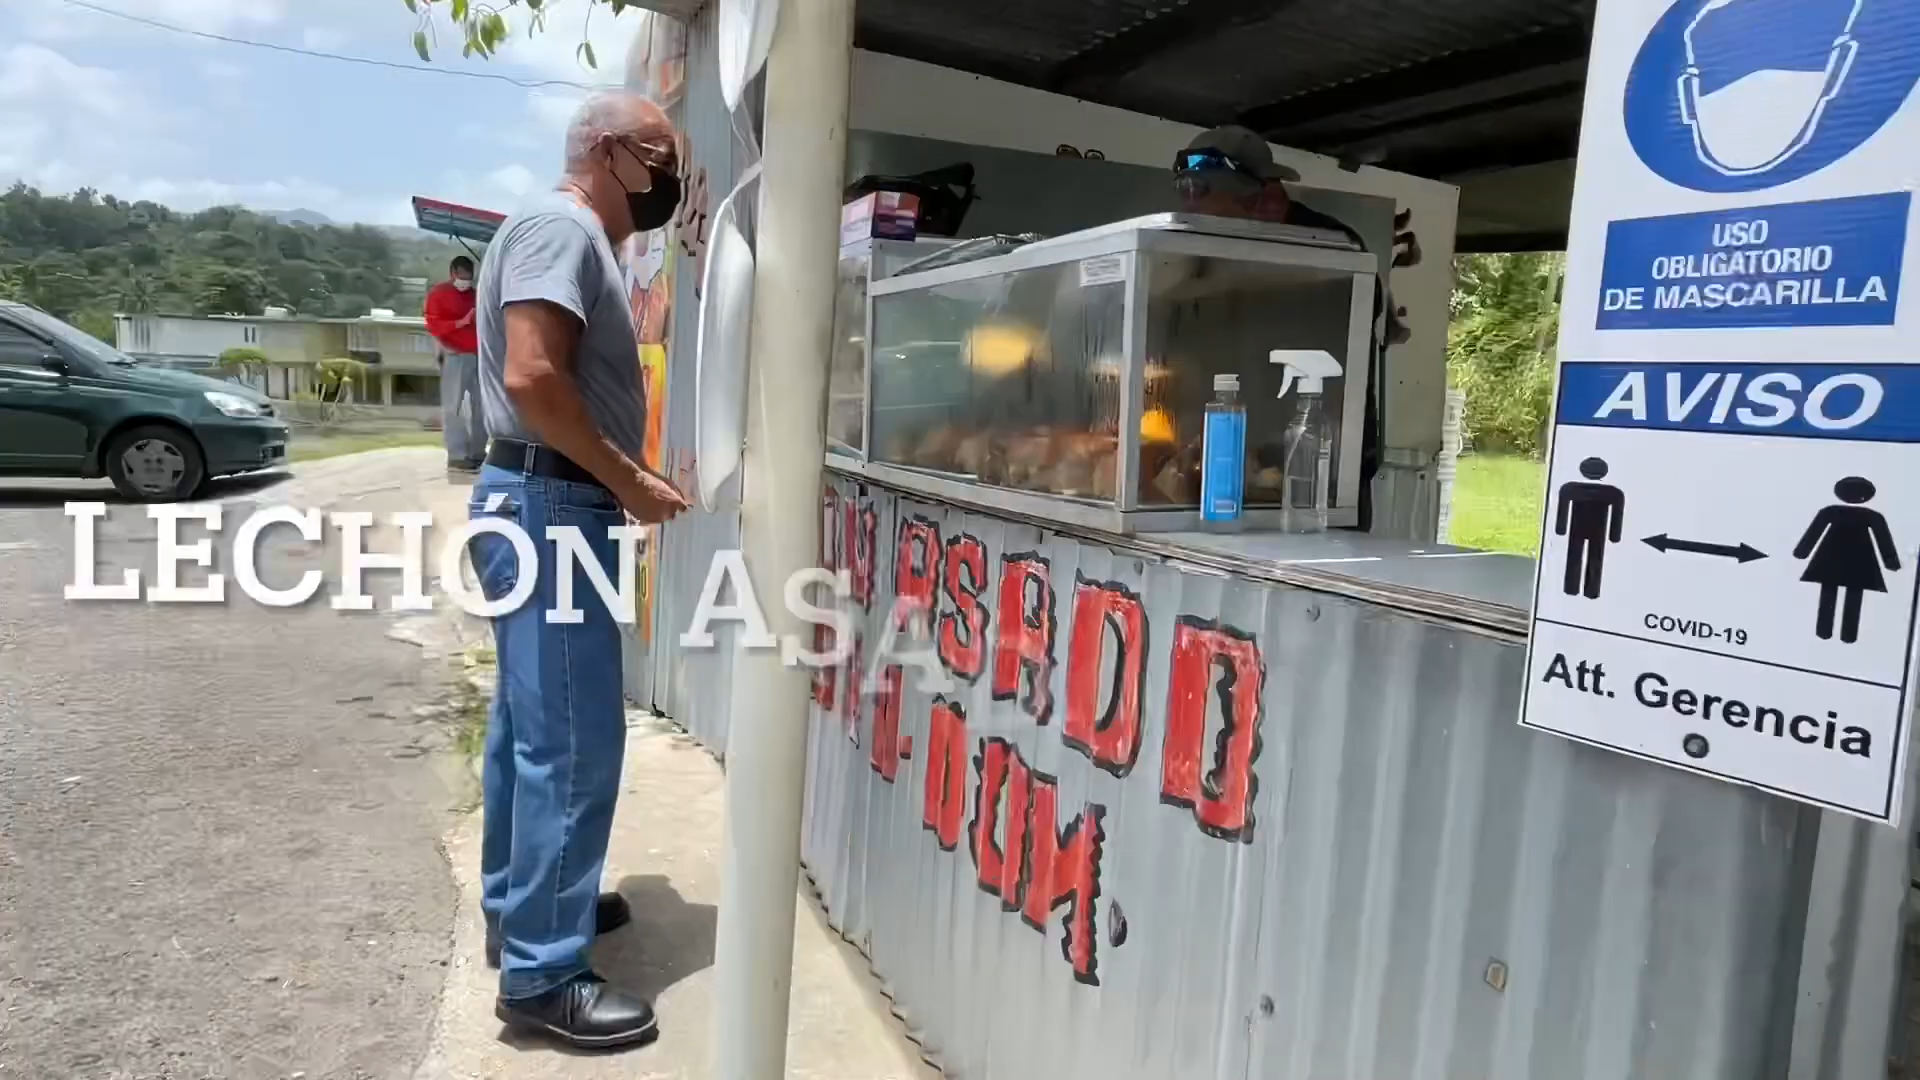 USO
OBLIGATORIO
DE MASCARILLA
AVISO
COVID-19
Att. Gerencia
LECHÓN ASA
ASADO
DOM.